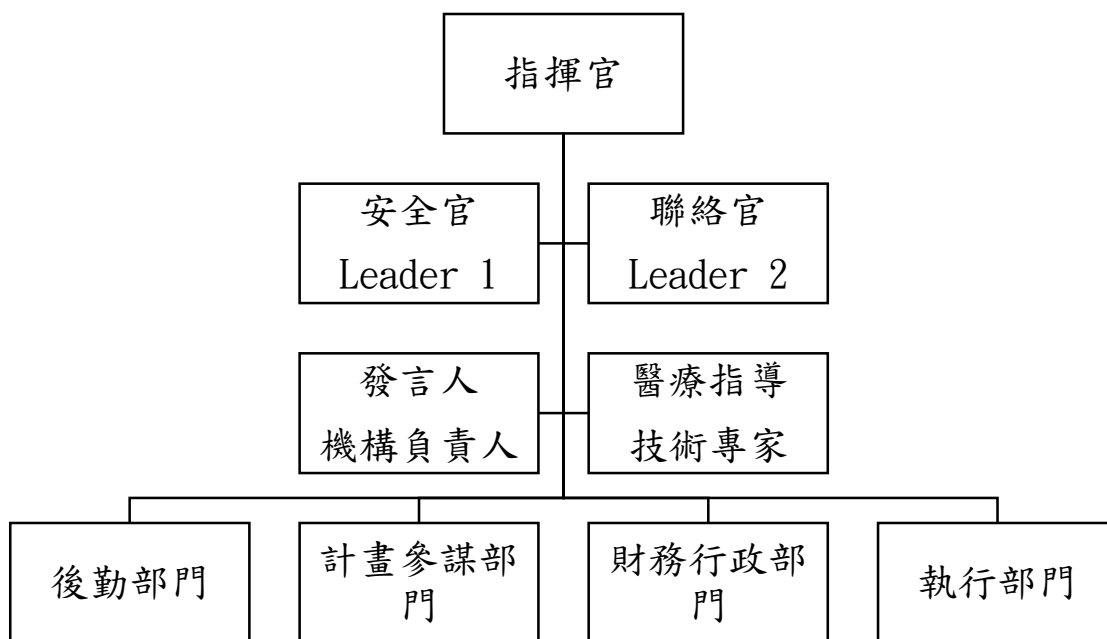 指揮官
安全官
Leader 1
聯絡官
Leader 2
發言人
機構負責人
醫療指導
技術專家
後勤部門
計畫參謀部
門
財務行政部
門
執行部門